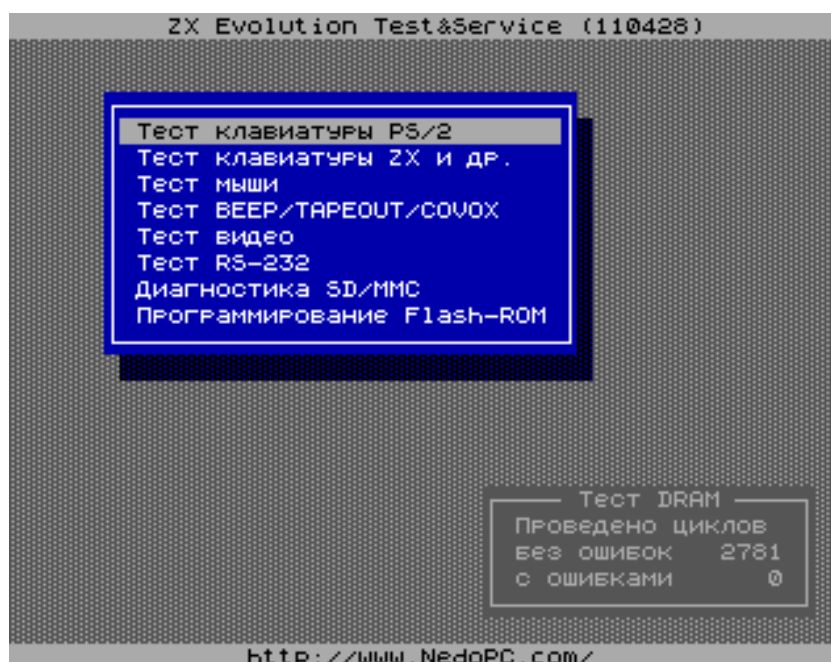 ZX Evolution Test&Service (110428)
Тест клавиатуры PS/2
Тест клавиатуры ZX и др.
Тест мыши
Тест BEEP/TAPEOUT/COVOX
Тест видео
Тест RS-232
Диагностика SD/MMC
Программирование Flash-ROM
Тест DRAM
Проведено циклов
без ошибок 2781
с ошибками 0
http://www.NedoPC.com/